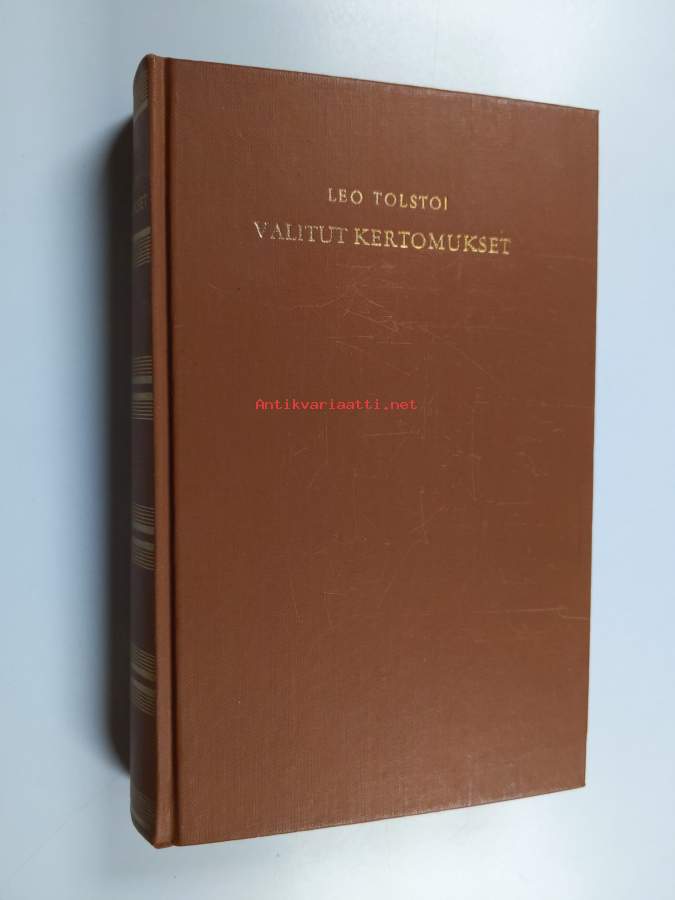 LEO TOLSTOI
VALITUT KERTOMUKSET
Antikvariaatti.net